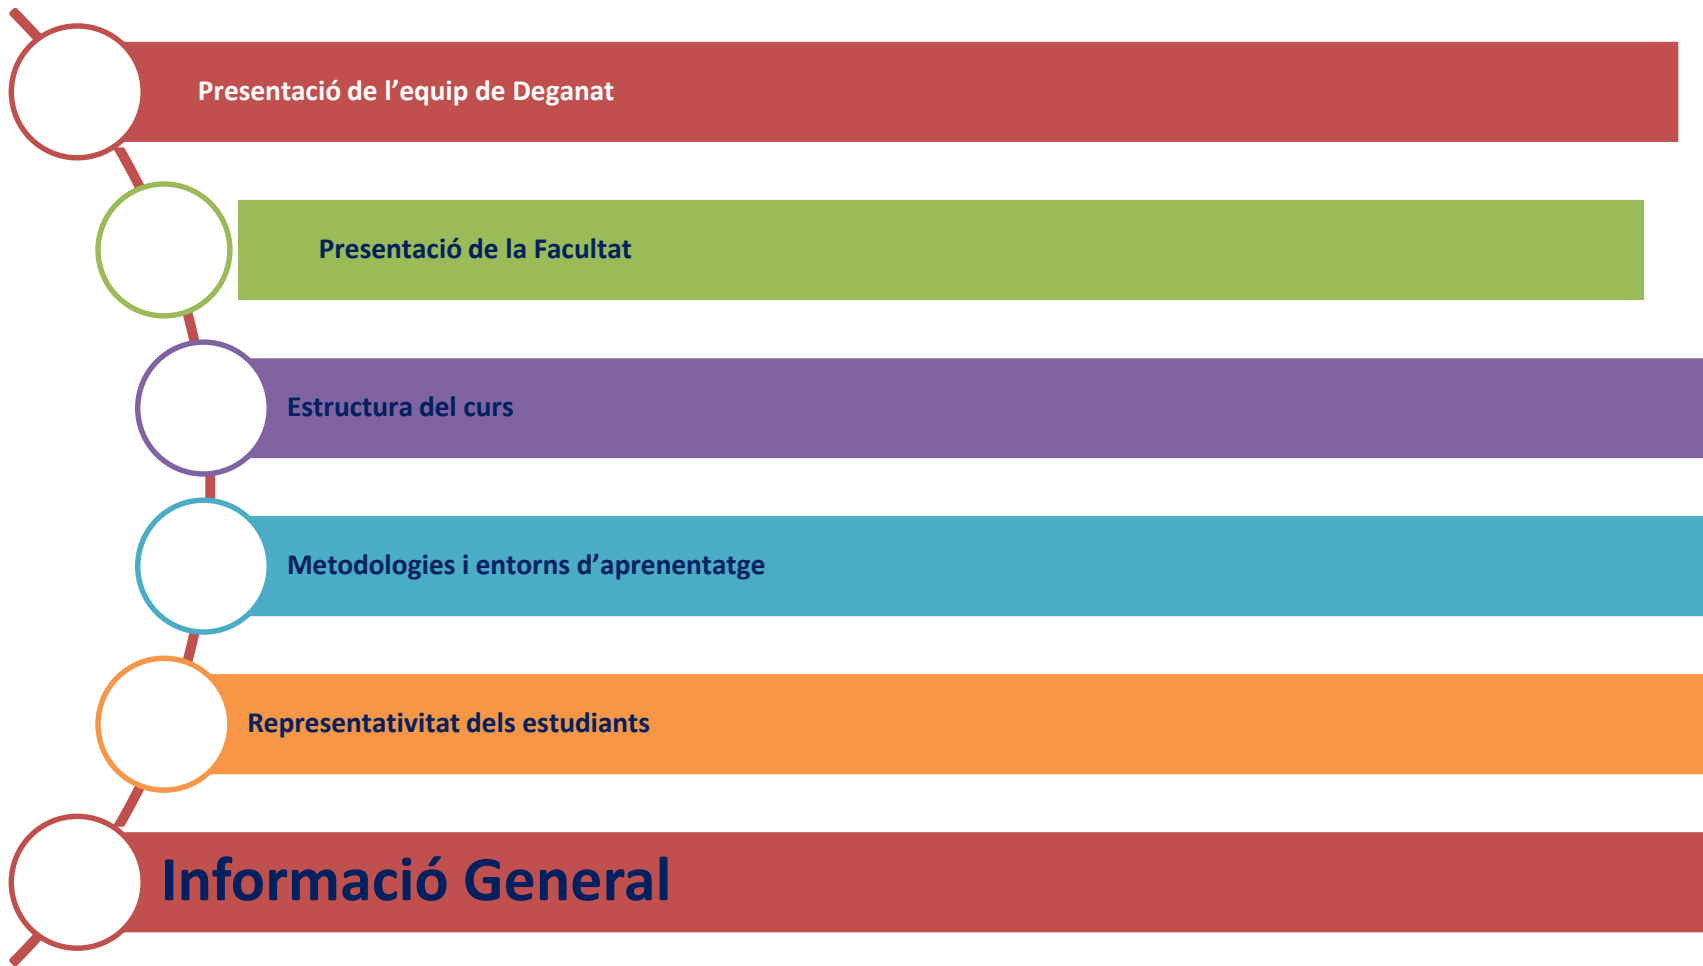 Presentació de l’equip de Deganat
Presentació de la Facultat
Estructura del curs
Metodologies i entorns d’aprenentatge
Representativitat dels estudiants
Informació General